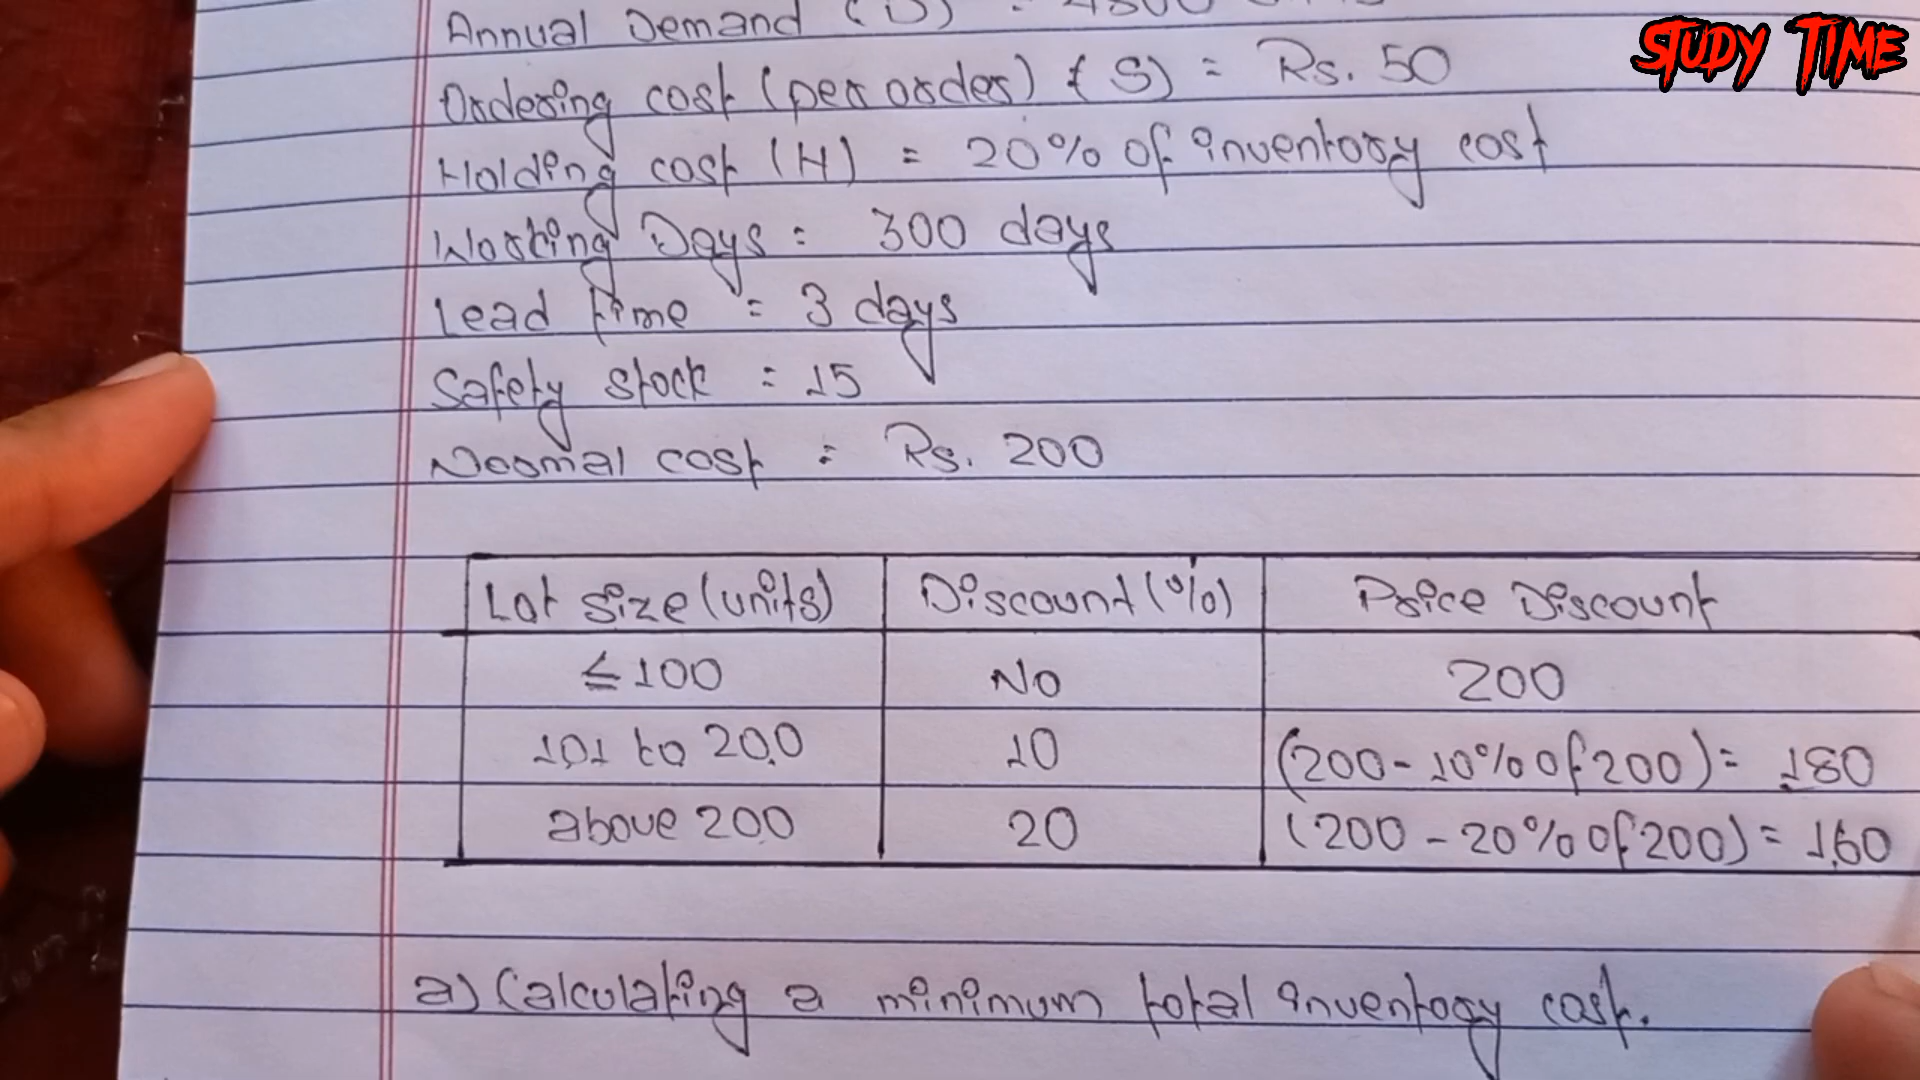 STUDY TIME
Annual Demand (D) :
Ordering cost (per order) (S) = Rs. 50
Holding cost (H) = 20% of inventory cost
Working Days : 300 days
Lead time = 3 days
Safety stock = 15
Normal cost : Rs. 200
Lot size (units) Discount (%) Price Discount
≤ 100 No 200
101 to 200 10 (200 - 10% of 200) = 180
above 200 20 (200 - 20% of 200) = 160
a) Calculating a minimum total inventory cost.